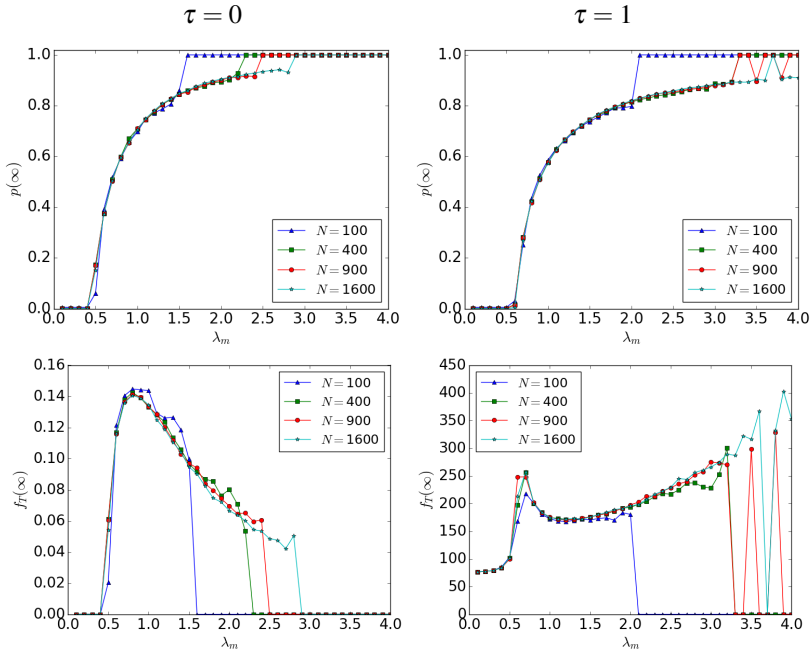 τ = 0
τ = 1
1.0
0.8
0.6
0.4
0.2
0.0
p(∞)
0.0 0.5 1.0 1.5 2.0 2.5 3.0 3.5 4.0
λm
N = 100
N = 400
N = 900
N = 1600
1.0
0.8
0.6
0.4
0.2
0.0
p(∞)
0.0 0.5 1.0 1.5 2.0 2.5 3.0 3.5 4.0
λm
N = 100
N = 400
N = 900
N = 1600
0.16
0.14
0.12
0.10
0.08
0.06
0.04
0.02
0.00
fT(∞)
0.0 0.5 1.0 1.5 2.0 2.5 3.0 3.5 4.0
λm
N = 100
N = 400
N = 900
N = 1600
450
400
350
300
250
200
150
100
50
0
fT(∞)
0.0 0.5 1.0 1.5 2.0 2.5 3.0 3.5 4.0
λm
N = 100
N = 400
N = 900
N = 1600